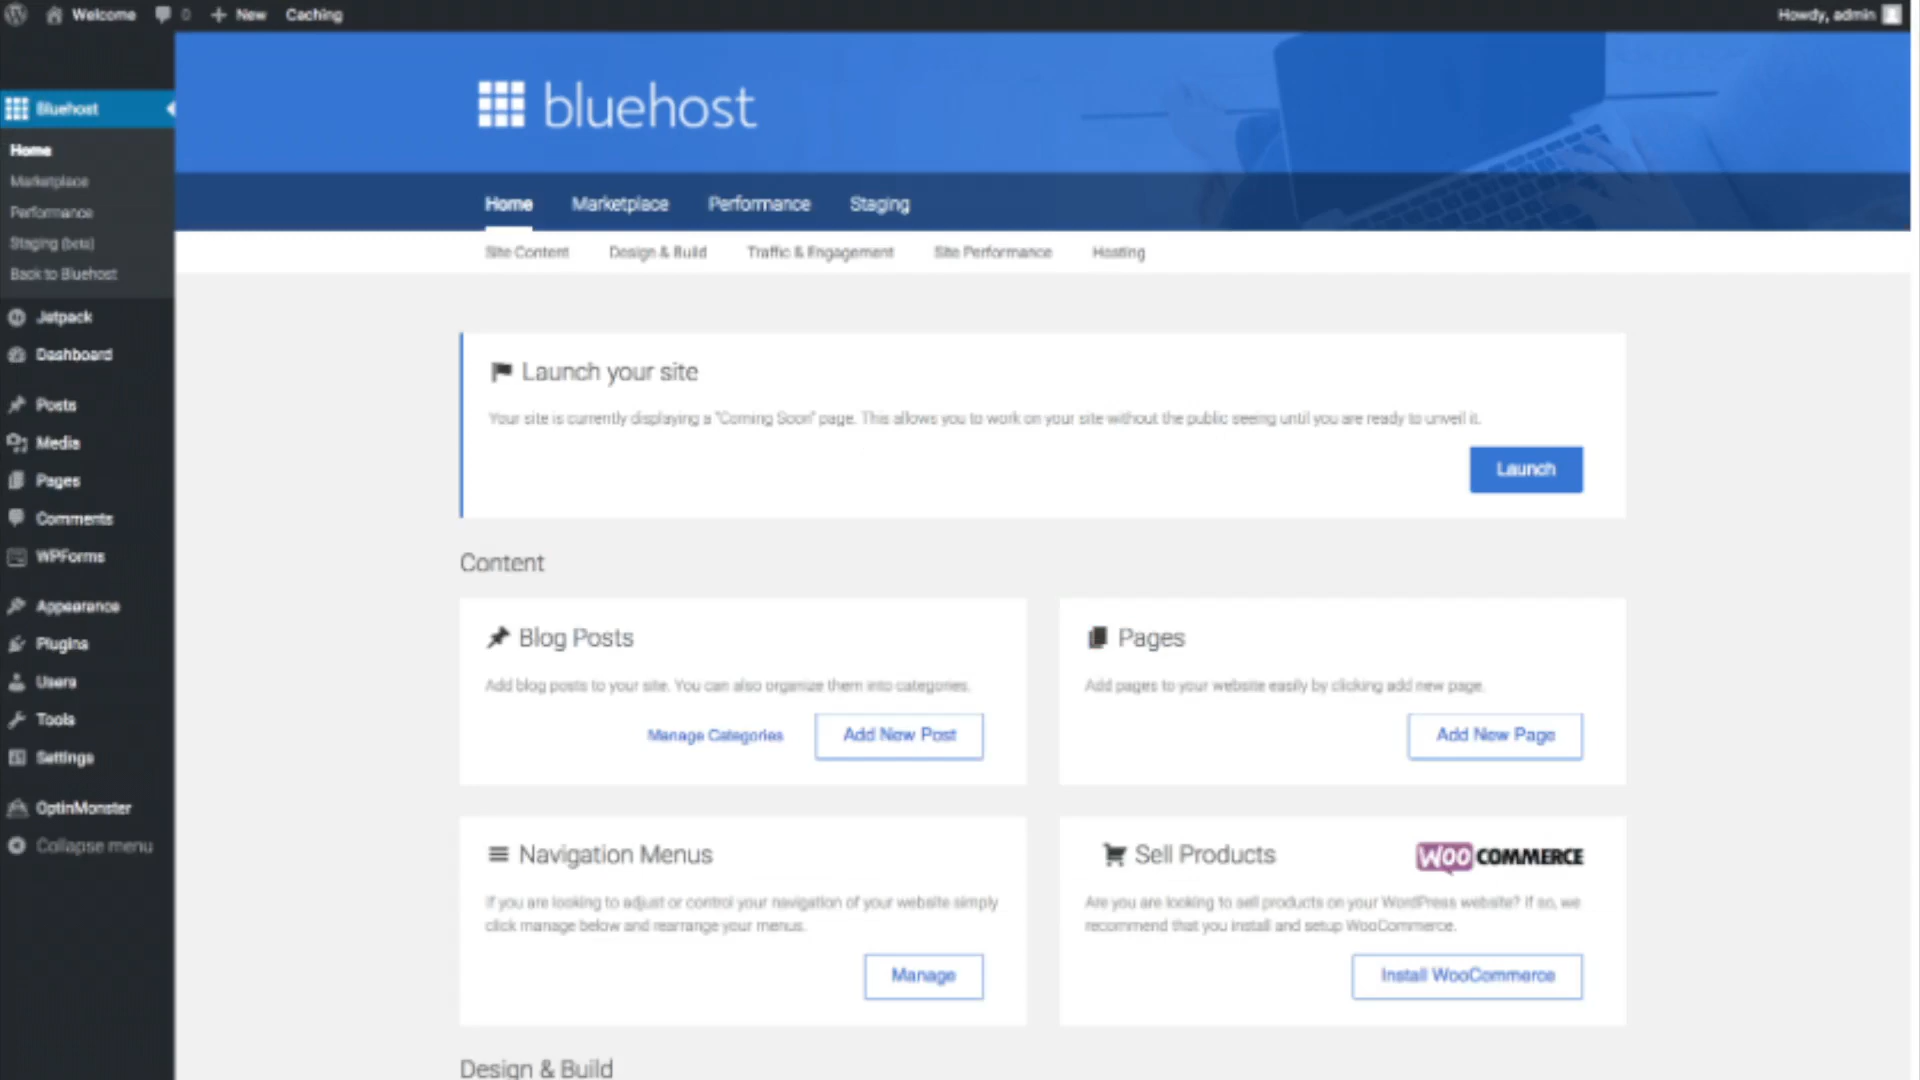 Welcome 0 New Caching
Howdy, admin
Bluehost
Home
Marketplace
Performance
Staging (beta)
Back to Bluehost
Jetpack
Dashboard
Posts
Media
Pages
Comments
WPForms
Appearance
Plugins
Users
Tools
Settings
OptinMonster
Collapse menu
bluehost
Home Marketplace Performance Staging
Site Content Design & Build Traffic & Engagement Site Performance Hosting
Launch your site
Your site is currently displaying a "Coming Soon" page. This allows you to work on your site without the public seeing until you are ready to unveil it.
Launch
Content
Blog Posts
Add blog posts to your site. You can also organize them into categories.
Manage Categories Add New Post
Pages
Add pages to your website easily by clicking add new page.
Add New Page
Navigation Menus
If you are looking to adjust or control your navigation of your website simply
click manage below and rearrange your menus.
Manage
Sell Products WOOCOMMERCE
Are you are looking to sell products on your WordPress website? If so, we
recommend that you install and setup WooCommerce.
Install WooCommerce
Design & Build